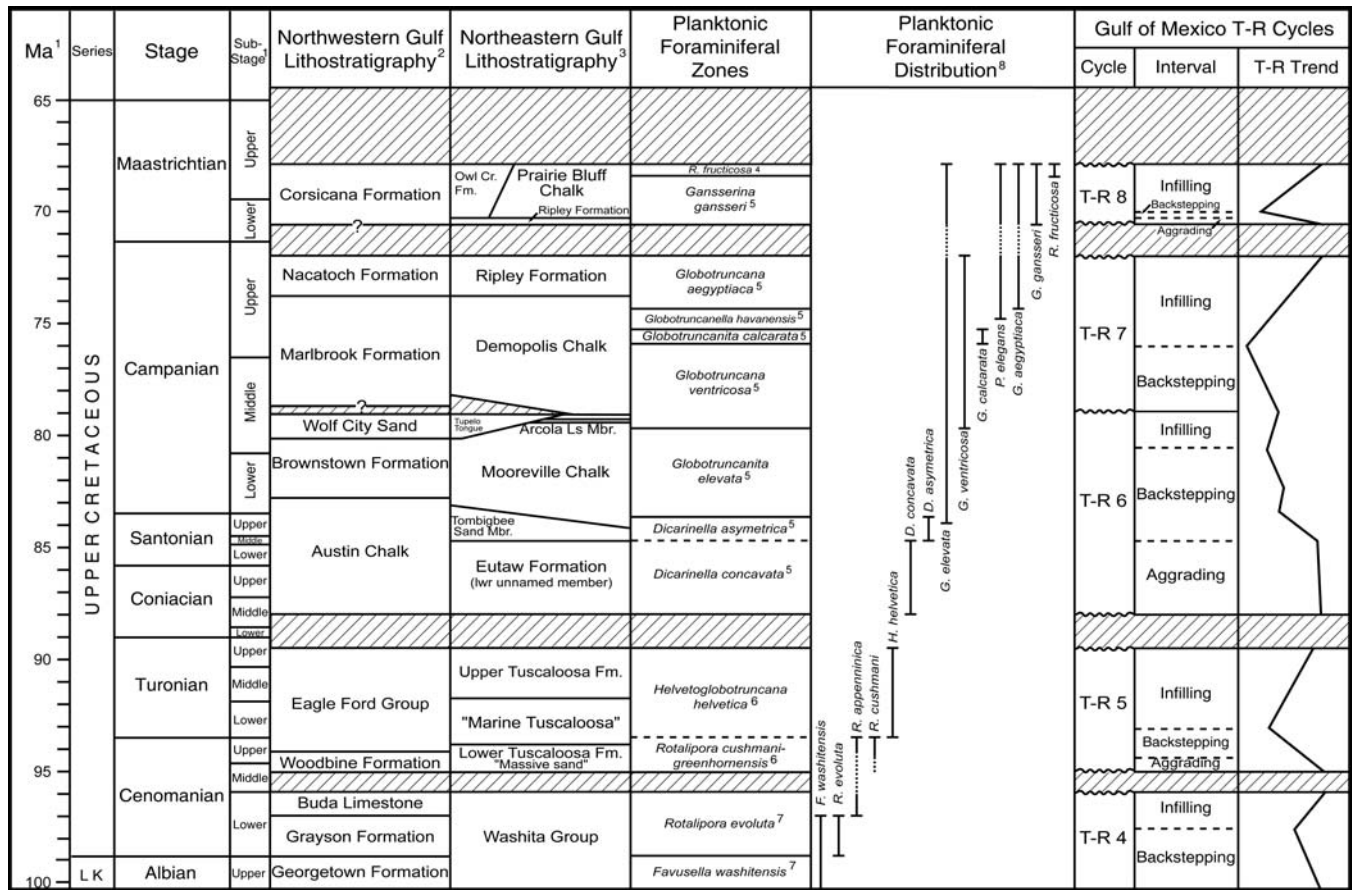 Ma1
Series
Stage
Sub-
Stage1
Northwestern Gulf
Lithostratigraphy2
Northeastern Gulf
Lithostratigraphy3
Planktonic
Foraminiferal
Zones
Planktonic
Foraminiferal
Distribution8
Gulf of Mexico T-R Cycles
Cycle
Interval
T-R Trend
65
70
75
80
85
90
95
100
UPPER CRETACEOUS
L K
Maastrichtian
Campanian
Santonian
Coniacian
Turonian
Cenomanian
Albian
Upper
Lower
Upper
Middle
Lower
Upper
Middle
Lower
Upper
Middle
Lower
Upper
Middle
Lower
Upper
Middle
Lower
Upper
Corsicana Formation
?
Nacatoch Formation
Marlbrook Formation
?
Wolf City Sand
Brownstown Formation
Austin Chalk
Eagle Ford Group
Woodbine Formation
Buda Limestone
Grayson Formation
Georgetown Formation
Owl Cr.
Fm.
Prairie Bluff
Chalk
Ripley Formation
Ripley Formation
Demopolis Chalk
Tupelo
Tongue
Arcola Ls Mbr.
Mooreville Chalk
Tombigbee
Sand Mbr.
Eutaw Formation
(lwr unnamed member)
Upper Tuscaloosa Fm.
"Marine Tuscaloosa"
Lower Tuscaloosa Fm.
"Massive sand"
Washita Group
R. fructicosa 4
Gansserina
gansseri 5
Globotruncana
aegyptiaca 5
Globotruncanella havanensis 5
Globotruncanita calcarata 5
Globotruncana
ventricosa 5
Globotruncanita
elevata 5
Dicarinella asymetrica 5
Dicarinella concavata 5
Helvetoglobotruncana
helvetica 6
Rotalipora cushmani-
greenhornensis 6
Rotalipora evoluta 7
Favusella washitensis 7
F. washitensis
R. evoluta
R. appenninica
R. cushmani
H. helvetica
D. concavata
D. asymetrica
G. elevata
G. ventricosa
G. calcarata
P. elegans
G. aegyptiaca
G. gansseri
R. fructicosa
T-R 8
T-R 7
T-R 6
T-R 5
T-R 4
Infilling
Backstepping
Aggrading
Infilling
Backstepping
Infilling
Backstepping
Aggrading
Infilling
Backstepping
Aggrading
Infilling
Backstepping